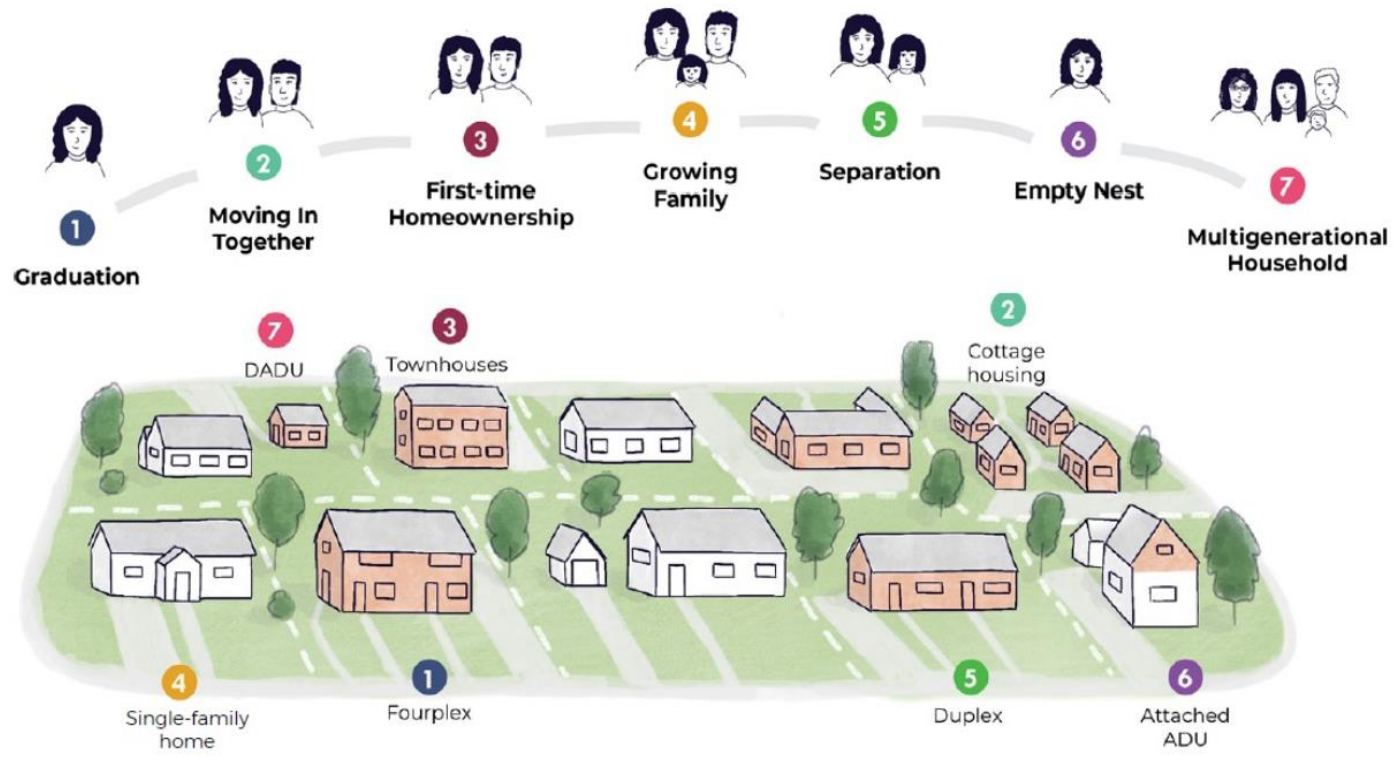 1
Graduation
2
Moving In
Together
3
First-time
Homeownership
4
Growing
Family
5
Separation
6
Empty Nest
7
Multigenerational
Household
7
DADU
3
Townhouses
2
Cottage
housing
4
Single-family
home
1
Fourplex
5
Duplex
6
Attached
ADU